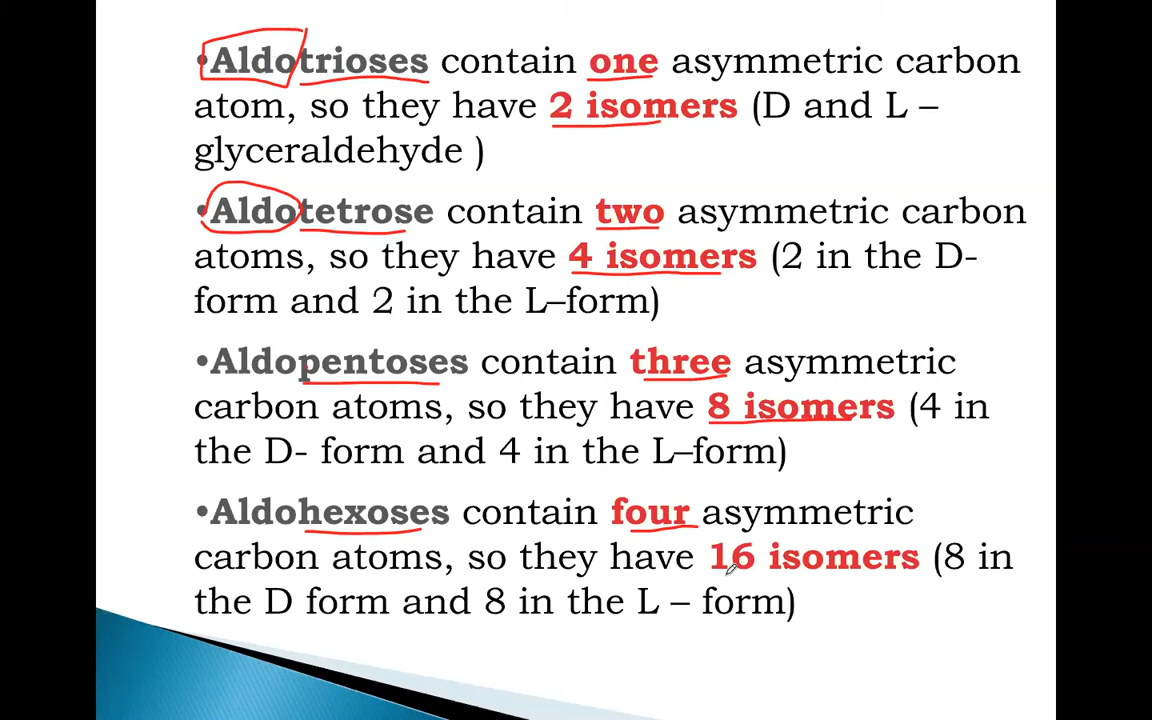 •Aldotrioses contain one asymmetric carbon
atom, so they have 2 isomers (D and L –
glyceraldehyde )
•Aldotetrose contain two asymmetric carbon
atoms, so they have 4 isomers (2 in the D-
form and 2 in the L–form)
•Aldopentoses contain three asymmetric
carbon atoms, so they have 8 isomers (4 in
the D- form and 4 in the L–form)
•Aldohexoses contain four asymmetric
carbon atoms, so they have 16 isomers (8 in
the D form and 8 in the L – form)